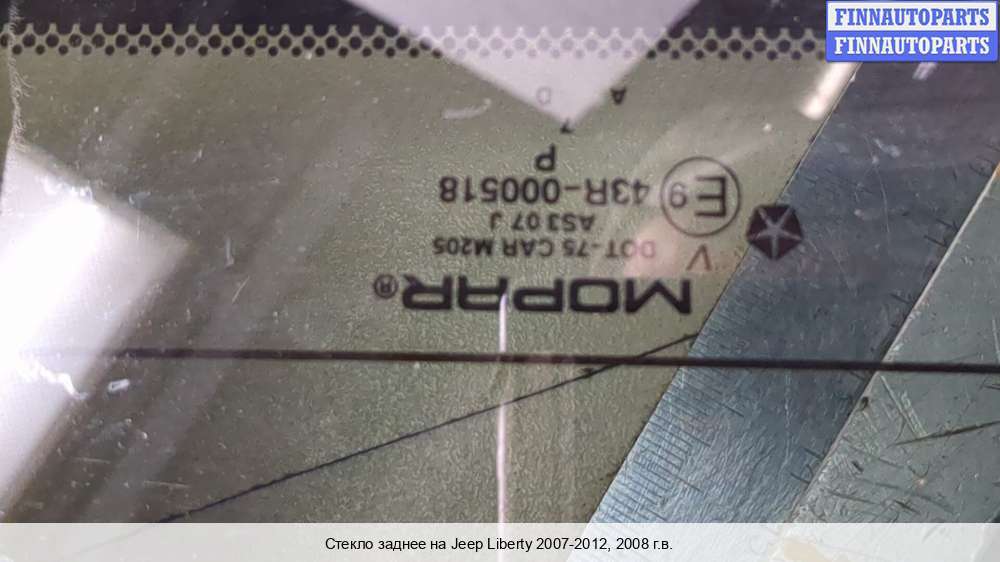 FINNAUTOPARTS
FINNAUTOPARTS
MOPAR®
DOT-75 CAR M205
AS3 07 J
V
E9 43R-000518
P
A
D
Стекло заднее на Jeep Liberty 2007-2012, 2008 г.в.